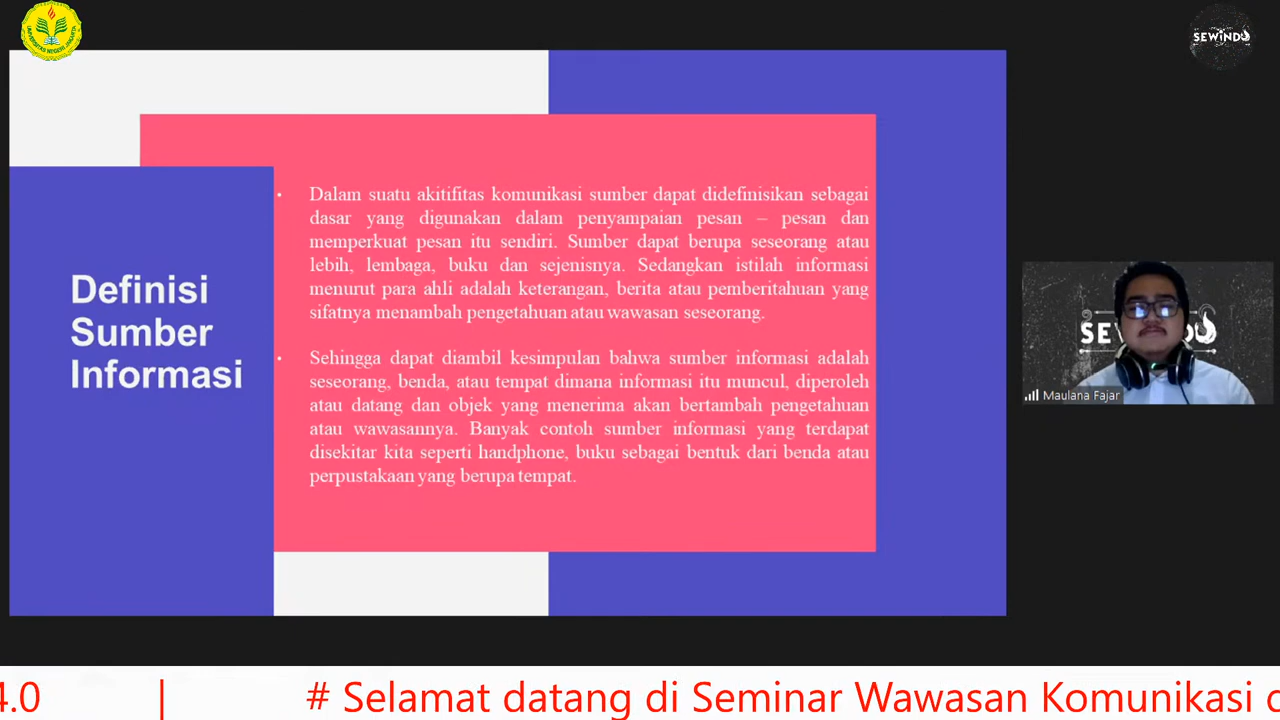 UNIVERSITAS NEGERI JAKARTA
SEWINDU
Definisi
Sumber
Informasi
• Dalam suatu akitifitas komunikasi sumber dapat didefinisikan sebagai
dasar yang digunakan dalam penyampaian pesan – pesan dan
memperkuat pesan itu sendiri. Sumber dapat berupa seseorang atau
lebih, lembaga, buku dan sejenisnya. Sedangkan istilah informasi
menurut para ahli adalah keterangan, berita atau pemberitahuan yang
sifatnya menambah pengetahuan atau wawasan seseorang.
• Sehingga dapat diambil kesimpulan bahwa sumber informasi adalah
seseorang, benda, atau tempat dimana informasi itu muncul, diperoleh
atau datang dan objek yang menerima akan bertambah pengetahuan
atau wawasannya. Banyak contoh sumber informasi yang terdapat
disekitar kita seperti handphone, buku sebagai bentuk dari benda atau
perpustakaan yang berupa tempat.
Maulana Fajar
4.0 | # Selamat datang di Seminar Wawasan Komunikasi